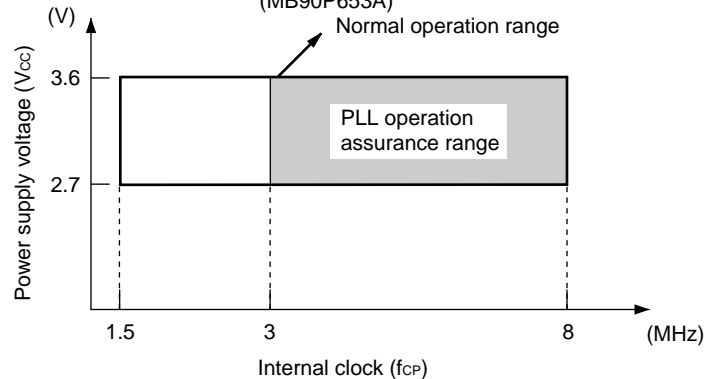 (MB90P653A)
(V)
Normal operation range
Power supply voltage (Vcc)
3.6
PLL operation
assurance range
2.7
1.5
3
8
(MHz)
Internal clock (fCP)